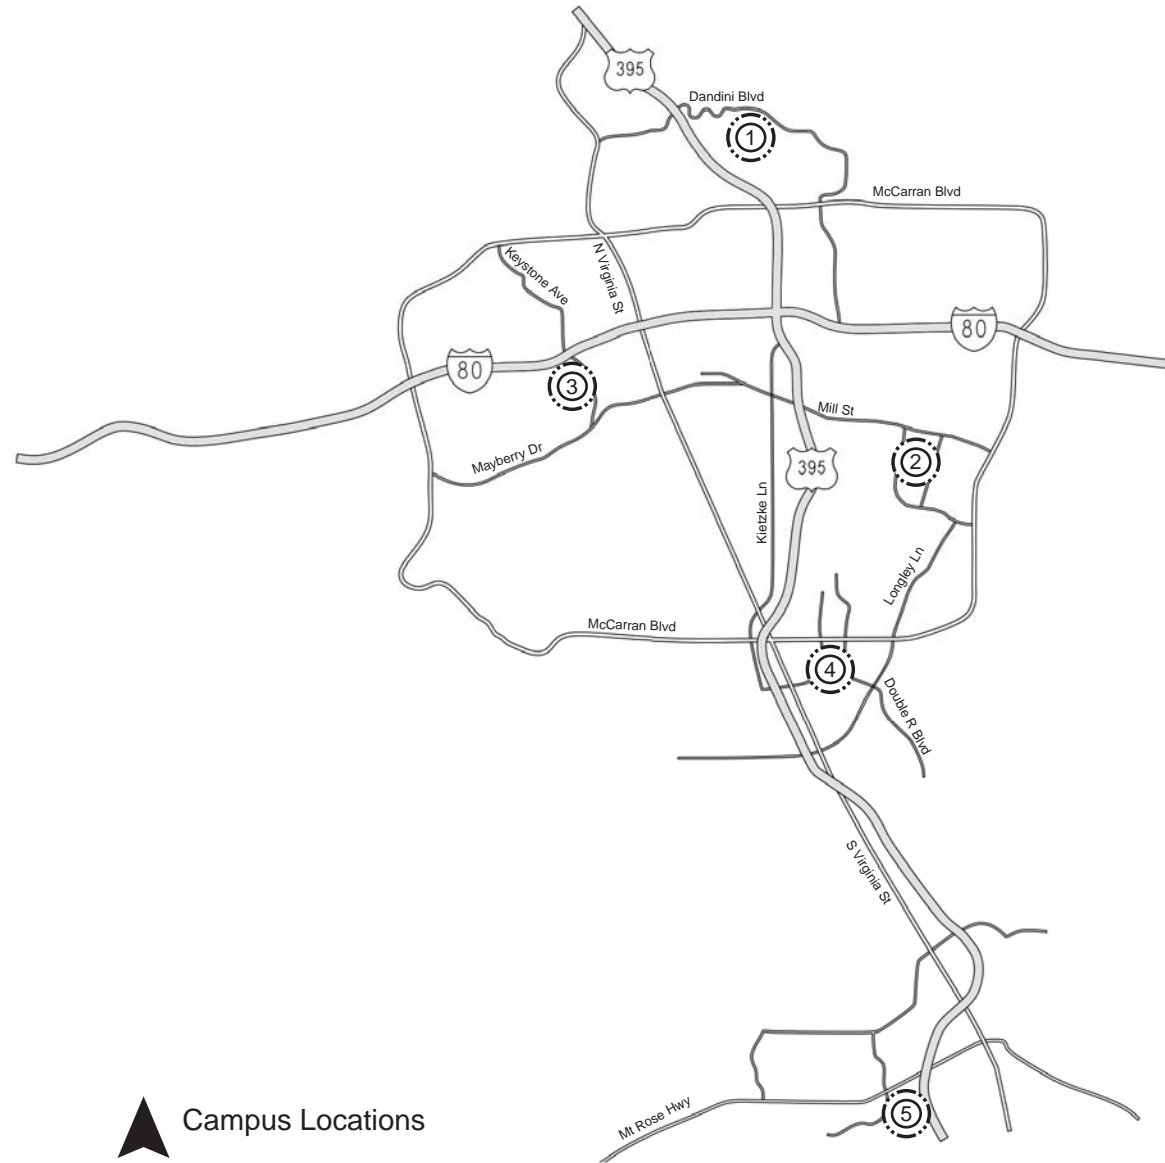 395
Dandini Blvd
1
McCarran Blvd
Keystone Ave
N Virginia St
80
80
3
Mill St
Mayberry Dr
2
395
Kietzke Ln
Longley Ln
McCarran Blvd
4
Double R Blvd
S Virginia St
Mt Rose Hwy
5
Campus Locations